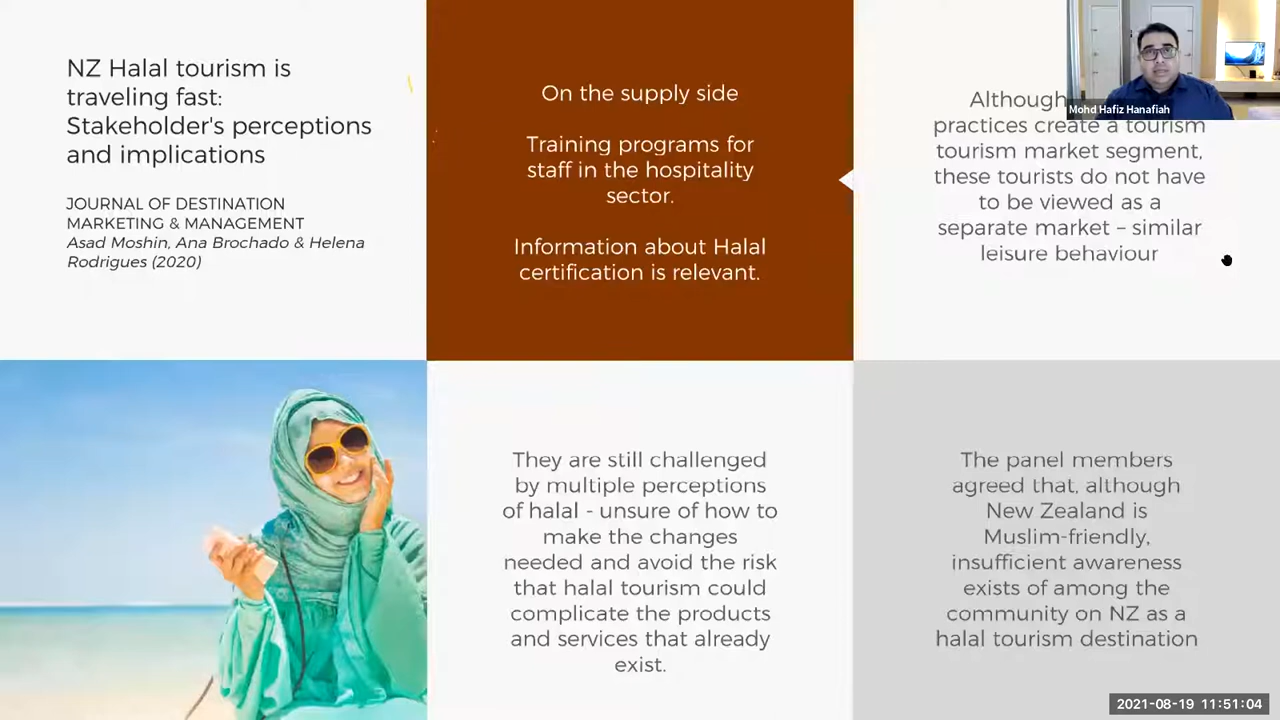 NZ Halal tourism is
traveling fast:
Stakeholder's perceptions
and implications
JOURNAL OF DESTINATION
MARKETING & MANAGEMENT
Asad Moshin, Ana Brochado & Helena
Rodrigues (2020)
On the supply side
Training programs for
staff in the hospitality
sector.
Information about Halal
certification is relevant.
Although
practices create a tourism
tourism market segment,
these tourists do not have
to be viewed as a
separate market – similar
leisure behaviour
Mohd Hafiz Hanafiah
They are still challenged
by multiple perceptions
of halal - unsure of how to
make the changes
needed and avoid the risk
that halal tourism could
complicate the products
and services that already
exist.
The panel members
agreed that, although
New Zealand is
Muslim-friendly,
insufficient awareness
exists of among the
community on NZ as a
halal tourism destination
2021-08-19 11:51:04